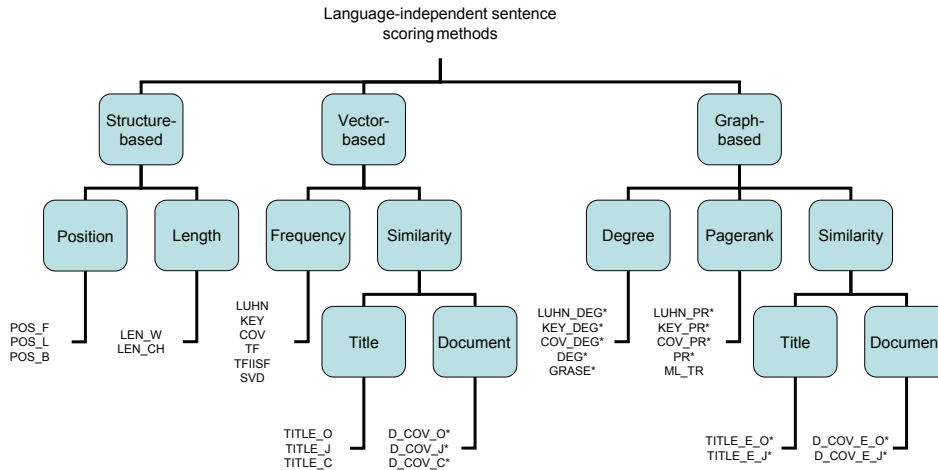 Language-independent sentence
scoring methods
Structure-
based
Vector-
based
Graph-
based
Position
Length
Frequency
Similarity
Degree
Pagerank
Similarity
POS_F
POS_L
POS_B
LEN_W
LEN_CH
LUHN
KEY
COV
TF
TFIISF
SVD
Title
Document
LUHN_DEG*
KEY_DEG*
COV_DEG*
DEG*
GRASE*
LUHN_PR*
KEY_PR*
COV_PR*
PR*
ML_TR
Title
Document
TITLE_O
TITLE_J
TITLE_C
D_COV_O*
D_COV_J*
D_COV_C*
TITLE_E_O*
TITLE_E_J*
D_COV_E_O*
D_COV_E_J*